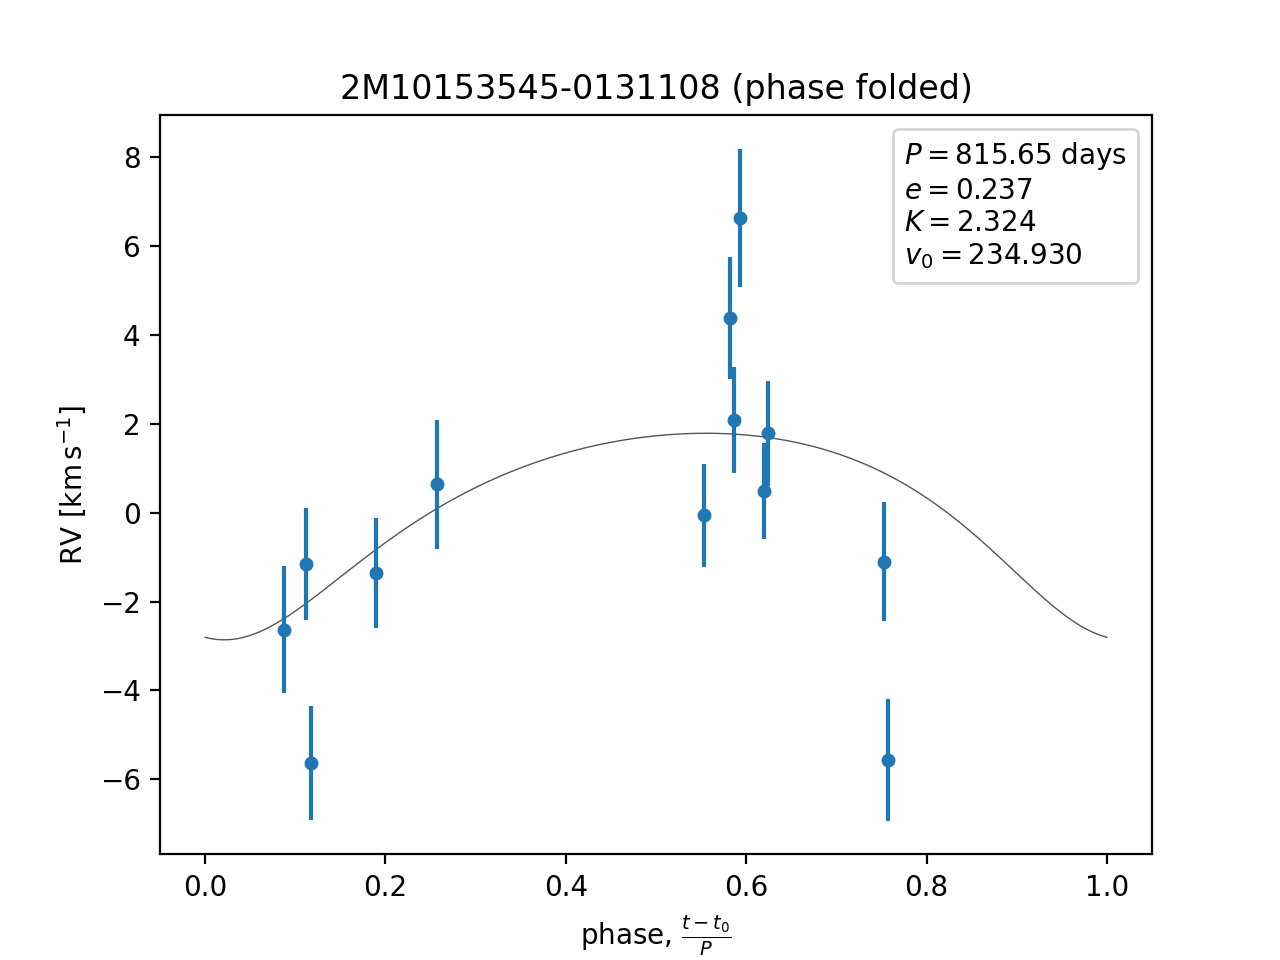 2M10153545-0131108 (phase folded)
P = 815.65 days
e = 0.237
K = 2.324
v₀ = 234.930
RV [km s⁻¹]
8
6
4
2
0
−2
−4
−6
0.0 0.2 0.4 0.6 0.8 1.0
phase, (t − t₀)/P